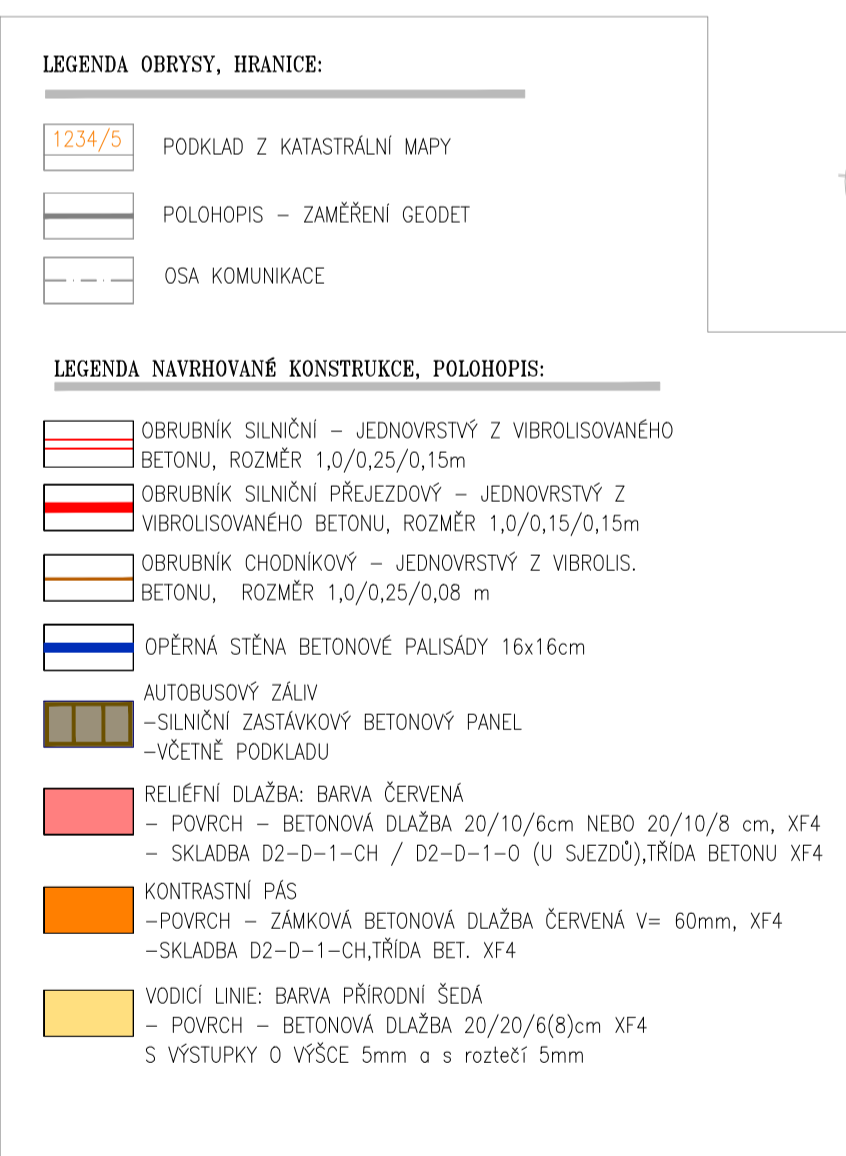 LEGENDA OBRYSY, HRANICE:
1234/5
PODKLAD Z KATASTRÁLNÍ MAPY
POLOHOPIS – ZAMĚŘENÍ GEODET
OSA KOMUNIKACE
LEGENDA NAVRHOVANÉ KONSTRUKCE, POLOHOPIS:
OBRUBNÍK SILNIČNÍ – JEDNOVRSTVÝ Z VIBROLISOVANÉHO
BETONU, ROZMĚR 1,0/0,25/0,15m
OBRUBNÍK SILNIČNÍ PŘEJEZDOVÝ – JEDNOVRSTVÝ Z
VIBROLISOVANÉHO BETONU, ROZMĚR 1,0/0,15/0,15m
OBRUBNÍK CHODNÍKOVÝ – JEDNOVRSTVÝ Z VIBROLIS.
BETONU, ROZMĚR 1,0/0,25/0,08 m
OPĚRNÁ STĚNA BETONOVÉ PALISÁDY 16x16cm
AUTOBUSOVÝ ZÁLIV
–SILNIČNÍ ZASTÁVKOVÝ BETONOVÝ PANEL
–VČETNĚ PODKLADU
RELIÉFNÍ DLAŽBA: BARVA ČERVENÁ
– POVRCH – BETONOVÁ DLAŽBA 20/10/6cm NEBO 20/10/8 cm, XF4
– SKLADBA D2–D–1–CH / D2–D–1–O (U SJEZDŮ),TŘÍDA BETONU XF4
KONTRASTNÍ PÁS
–POVRCH – ZÁMKOVÁ BETONOVÁ DLAŽBA ČERVENÁ V= 60mm, XF4
–SKLADBA D2–D–1–CH,TŘÍDA BET. XF4
VODICÍ LINIE: BARVA PŘÍRODNÍ ŠEDÁ
– POVRCH – BETONOVÁ DLAŽBA 20/20/6(8)cm XF4
S VÝSTUPKY O VÝŠCE 5mm a s roztečí 5mm